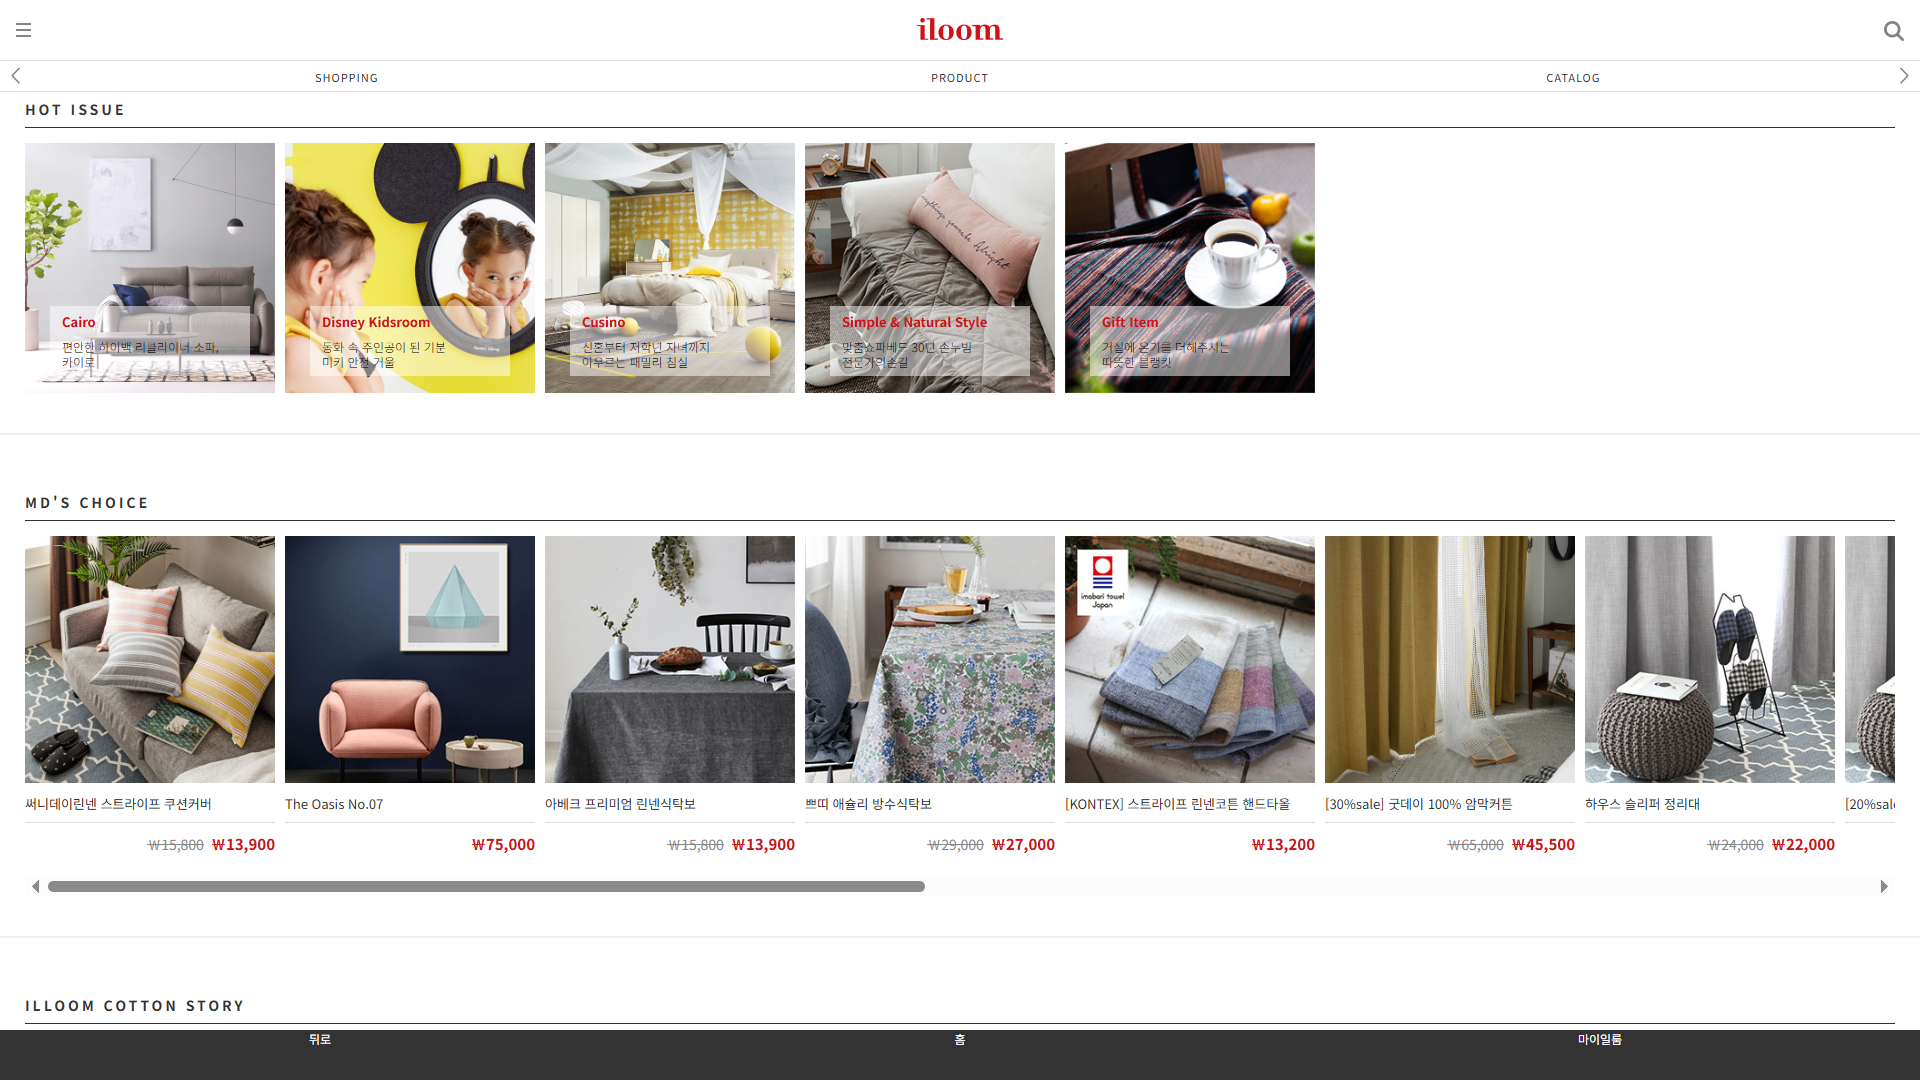 iloom
SHOPPING
PRODUCT
CATALOG
HOT ISSUE
Cairo
편안한 하이백 리클라이너 소파,
카이로
Disney Kidsroom
동화 속 주인공이 된 기분
미키 안전 거울
Cusino
신혼부터 저학년 자녀까지
아우르는 패밀리 침실
Simple & Natural Style
맞춤쇼파베드 30년 손누빔
전문가의손길
Gift Item
거실에 온기를 더해주시는
따뜻한 블랭킷
MD'S CHOICE
imabari towel
Japan
써니데이린넨 스트라이프 쿠션커버
₩15,800 ₩13,900
The Oasis No.07
₩75,000
아베크 프리미엄 린넨식탁보
₩15,800 ₩13,900
쁘띠 애슐리 방수식탁보
₩29,000 ₩27,000
[KONTEX] 스트라이프 린넨코튼 핸드타올
₩13,200
[30%sale] 굿데이 100% 암막커튼
₩65,000 ₩45,500
하우스 슬리퍼 정리대
₩24,000 ₩22,000
[20%sale
ILLOOM COTTON STORY
뒤로
홈
마이일룸